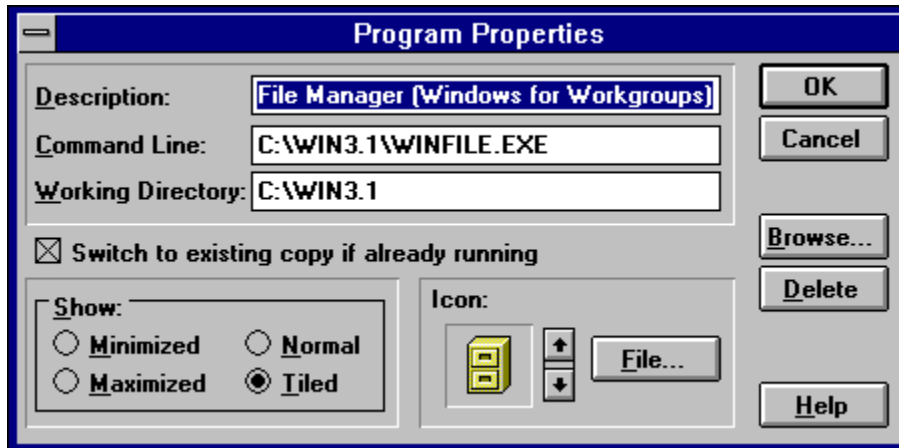 Program Properties
Description: File Manager (Windows for Workgroups)
Command Line: C:\WIN3.1\WINFILE.EXE
Working Directory: C:\WIN3.1
Switch to existing copy if already running
Show:
Minimized Normal
Maximized Tiled
Icon:
File...
OK
Cancel
Browse...
Delete
Help